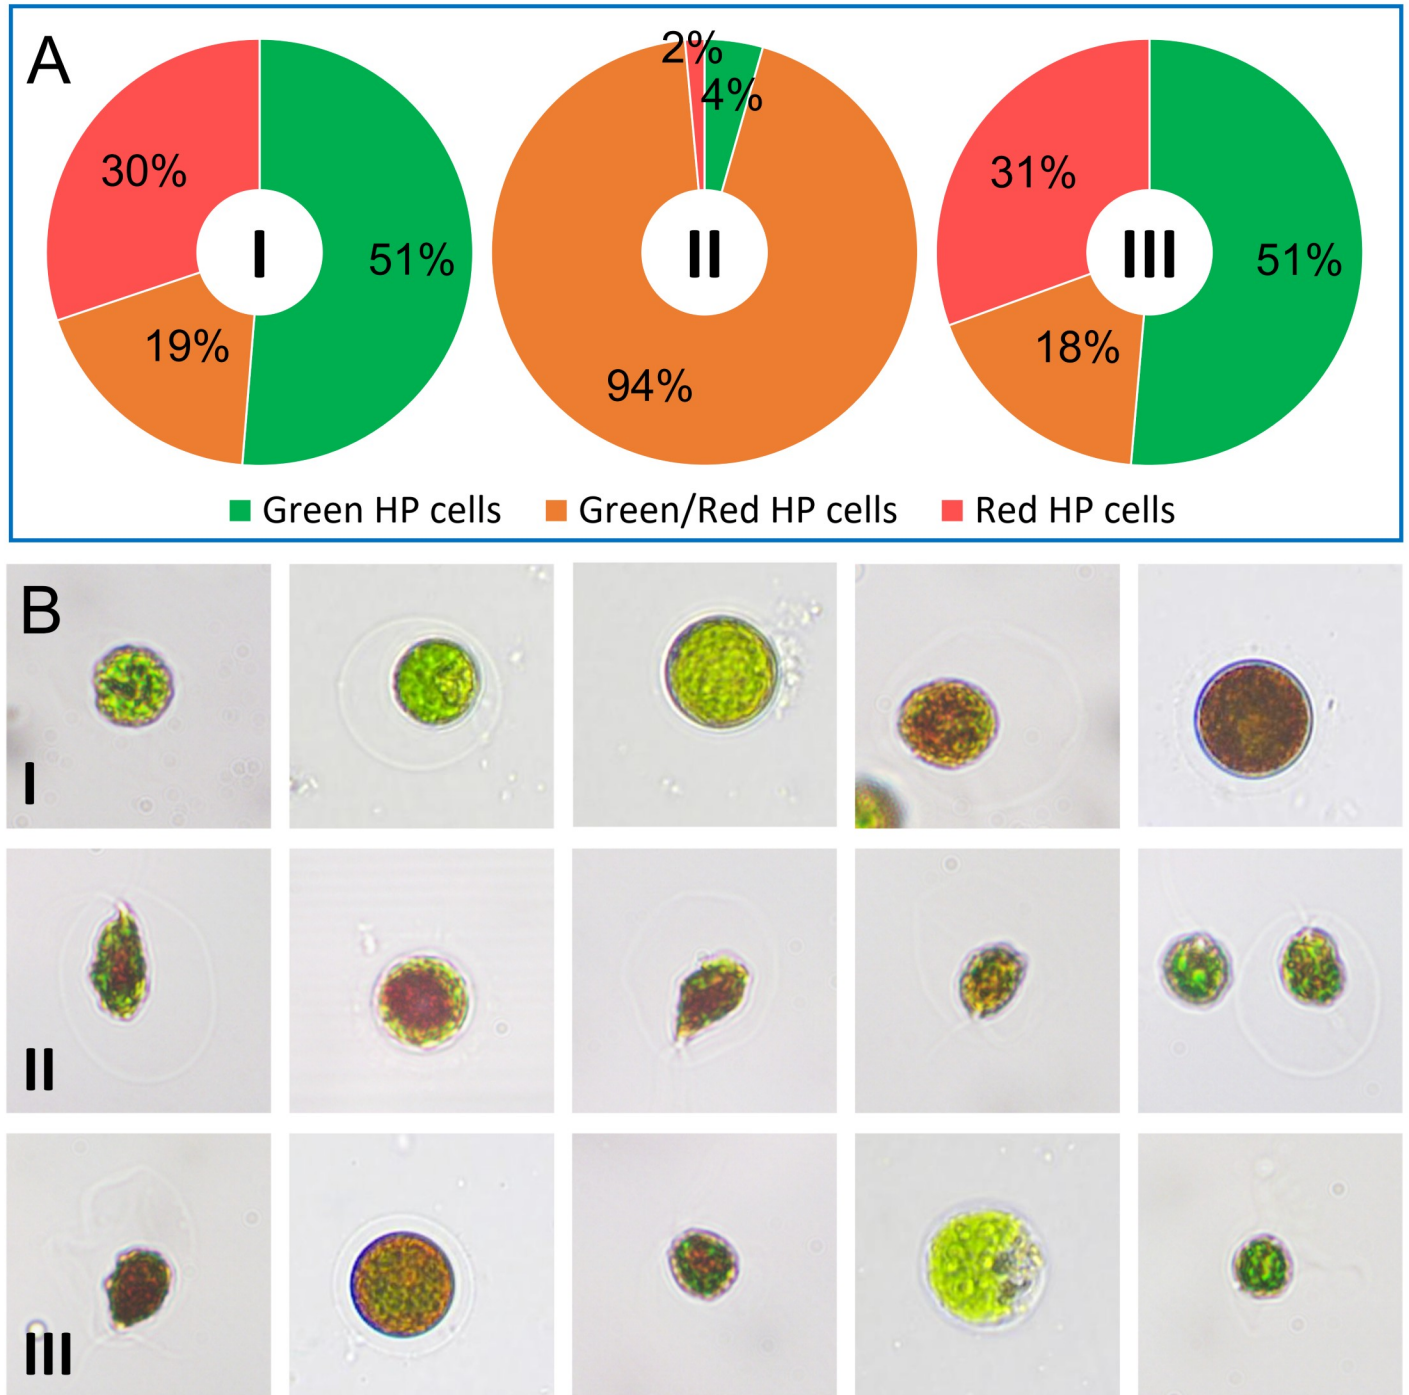 A
2%
4%
30%
51%
19%
I
94%
II
31%
51%
18%
III
Green HP cells Green/Red HP cells Red HP cells
B
I
II
III